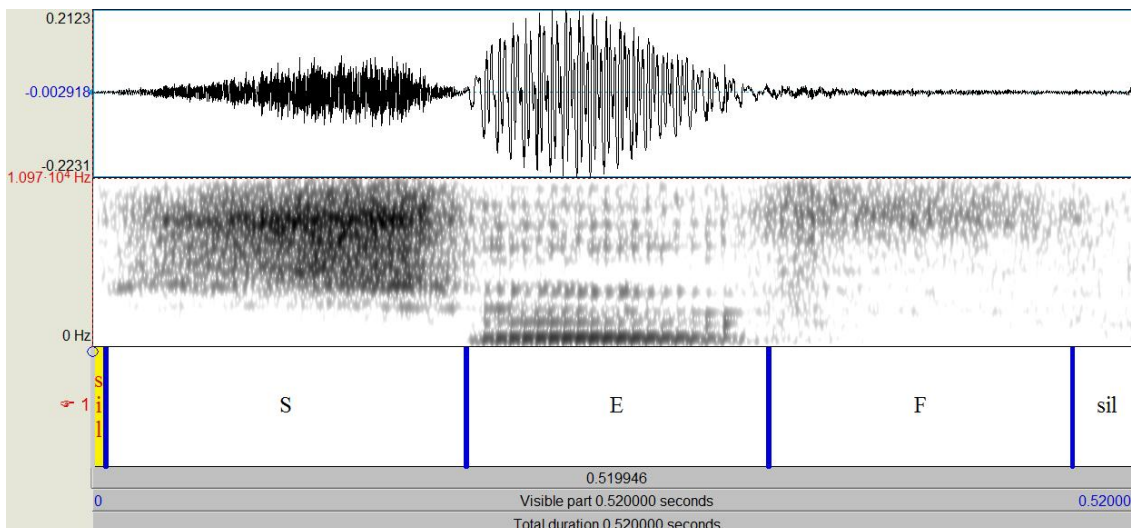 0.2123
-0.002918
-0.2231
1.097·10⁴ Hz
0 Hz
☞ 1
sil S E F sil
0.519946
0 Visible part 0.520000 seconds 0.52000
Total duration 0.520000 seconds